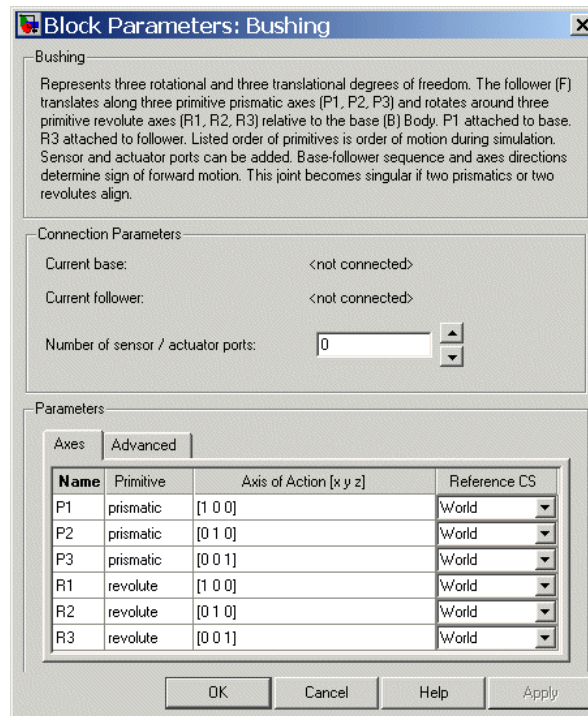 Block Parameters: Bushing
Bushing
Represents three rotational and three translational degrees of freedom. The follower (F)
translates along three primitive prismatic axes (P1, P2, P3) and rotates around three
primitive revolute axes (R1, R2, R3) relative to the base (B) Body. P1 attached to base.
R3 attached to follower. Listed order of primitives is order of motion during simulation.
Sensor and actuator ports can be added. Base-follower sequence and axes directions
determine sign of forward motion. This joint becomes singular if two prismatics or two
revolutes align.
Connection Parameters
Current base: <not connected>
Current follower: <not connected>
Number of sensor / actuator ports: 0
Parameters
Axes Advanced
Name Primitive Axis of Action [x y z] Reference CS
P1 prismatic [1 0 0] World
P2 prismatic [0 1 0] World
P3 prismatic [0 0 1] World
R1 revolute [1 0 0] World
R2 revolute [0 1 0] World
R3 revolute [0 0 1] World
OK Cancel Help Apply